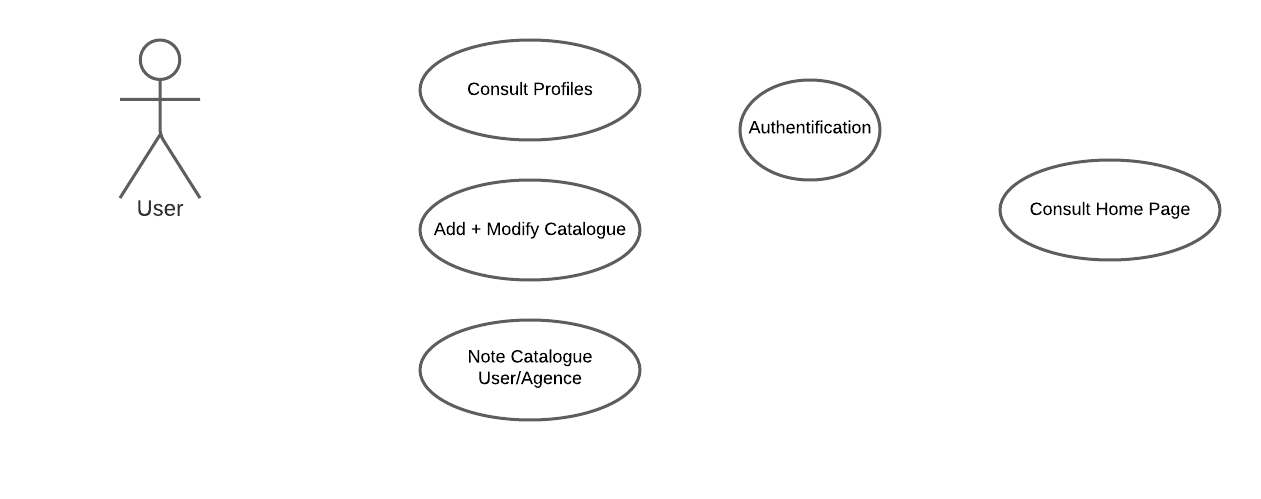 Consult Profiles
Authentification
User
Add + Modify Catalogue
Consult Home Page
Note Catalogue
User/Agence